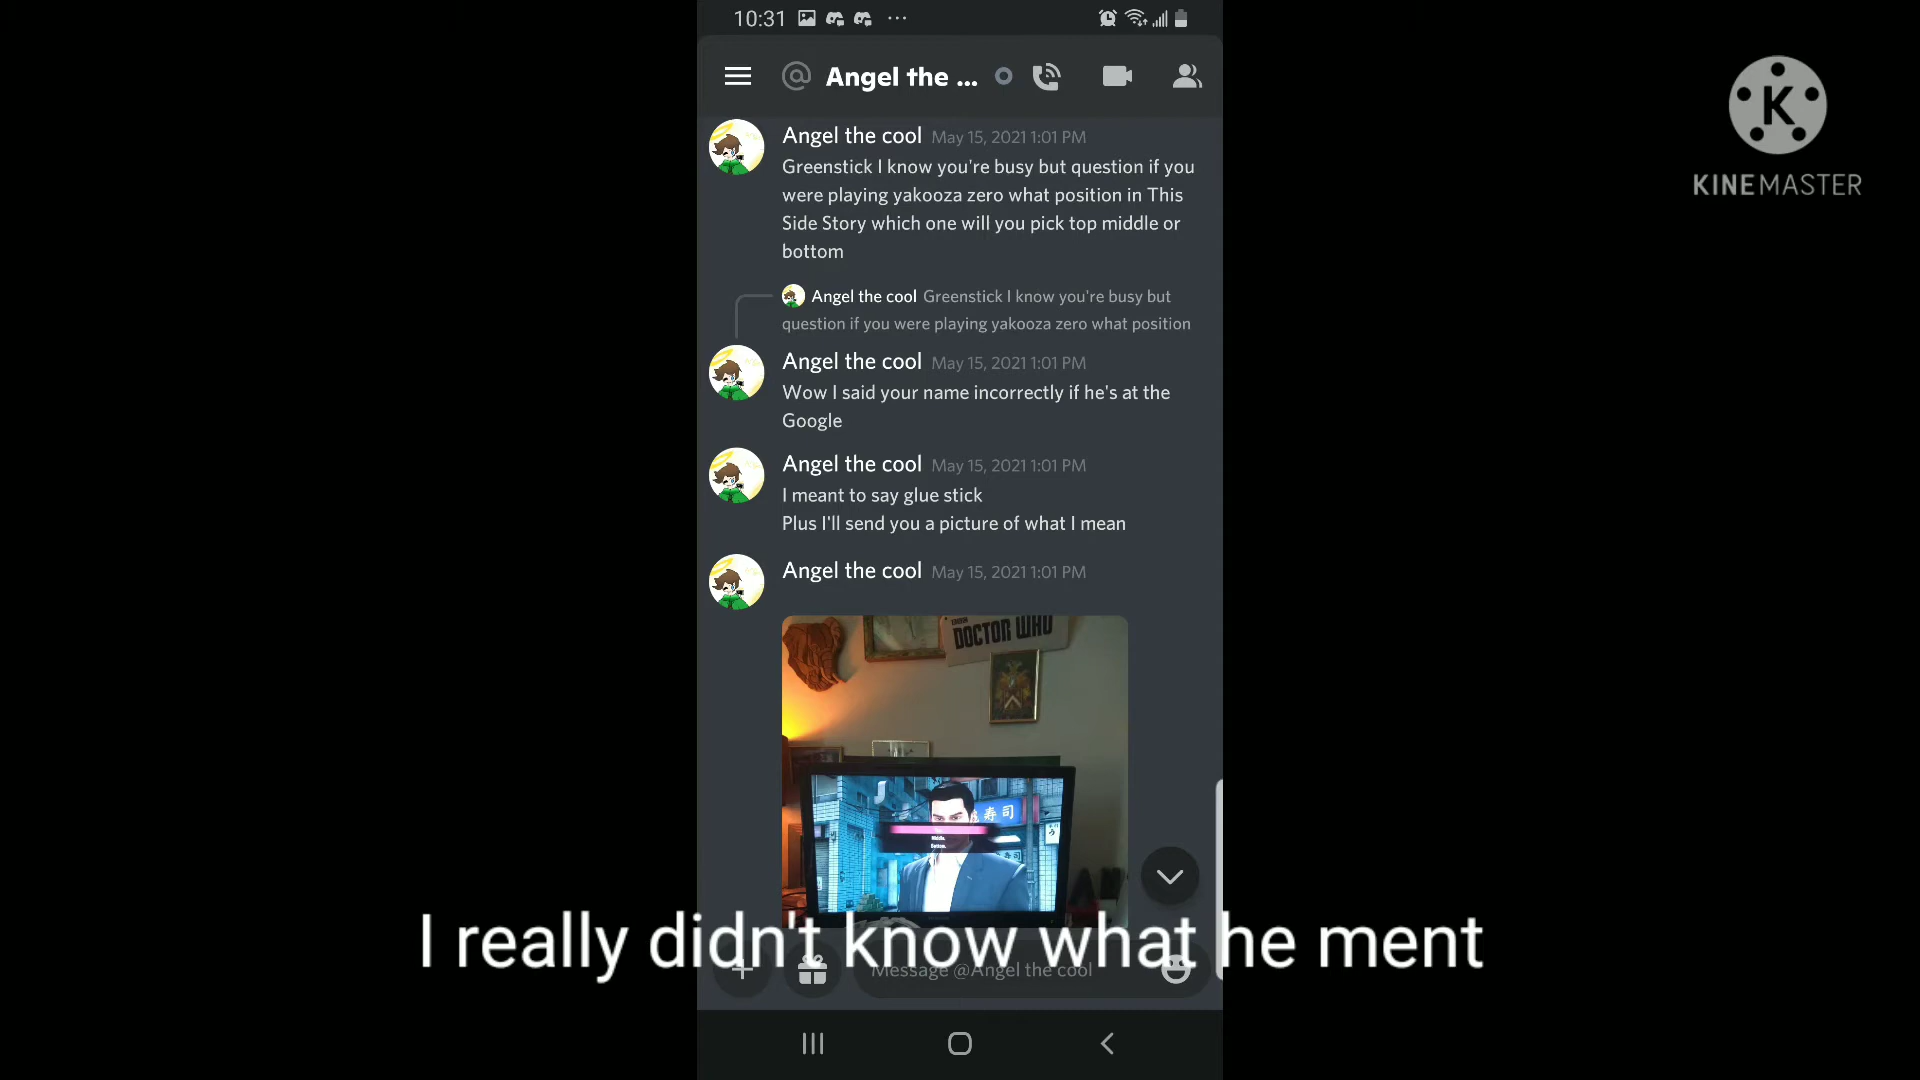 10:31
Angel the ...
KINEMASTER
Angel the cool May 15, 2021 1:01 PM
Greenstick I know you're busy but question if you
were playing yakooza zero what position in This
Side Story which one will you pick top middle or
bottom
Angel the cool Greenstick I know you're busy but
question if you were playing yakooza zero what position
Angel the cool May 15, 2021 1:01 PM
Wow I said your name incorrectly if he's at the
Google
Angel the cool May 15, 2021 1:01 PM
I meant to say glue stick
Plus I'll send you a picture of what I mean
Angel the cool May 15, 2021 1:01 PM
DOCTOR WHO
寿司
Middle.
Bottom.
I really didn't know what he ment
Message @Angel the cool